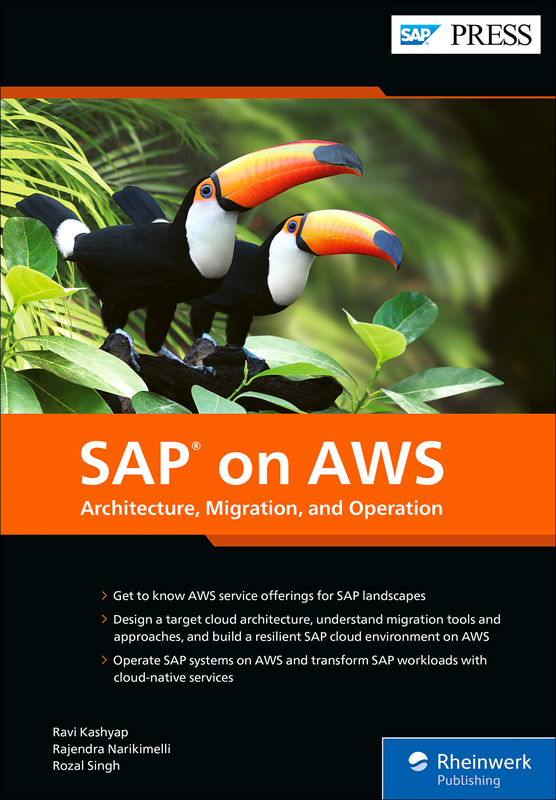 SAP PRESS
SAP® on AWS
Architecture, Migration, and Operation
> Get to know AWS service offerings for SAP landscapes
> Design a target cloud architecture, understand migration tools and
approaches, and build a resilient SAP cloud environment on AWS
> Operate SAP systems on AWS and transform SAP workloads with
cloud-native services
Ravi Kashyap
Rajendra Narikimelli
Rozal Singh
Rheinwerk
Publishing